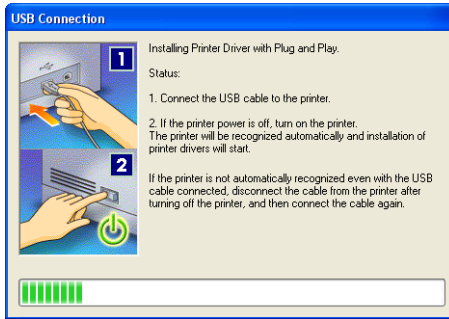 USB Connection
1
Installing Printer Driver with Plug and Play.
Status:
1. Connect the USB cable to the printer.
2. If the printer power is off, turn on the printer.
The printer will be recognized automatically and installation of
printer drivers will start.
2
If the printer is not automatically recognized even with the USB
cable connected, disconnect the cable from the printer after
turning off the printer, and then connect the cable again.